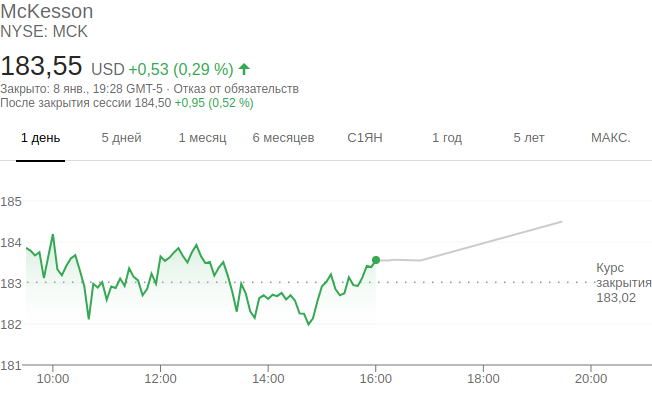 McKesson
NYSE: MCK
183,55 USD +0,53 (0,29 %)
Закрыто: 8 янв., 19:28 GMT-5 · Отказ от обязательств
После закрытия сессии 184,50 +0,95 (0,52 %)
1 день 5 дней 1 месяц 6 месяцев С1ЯН 1 год 5 лет МАКС.
185
184
183
182
181
Курс
закрытия
183,02
10:00 12:00 14:00 16:00 18:00 20:00